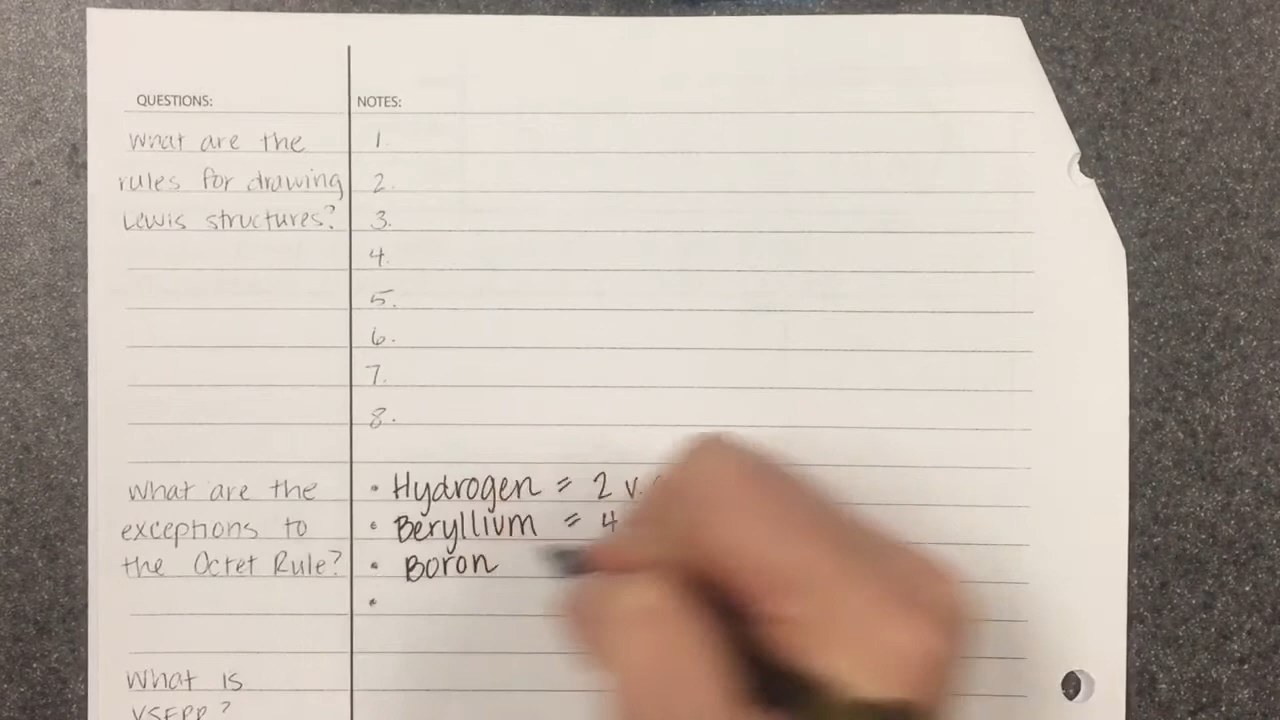 QUESTIONS: NOTES:
What are the 1.
rules for drawing 2.
Lewis structures? 3.
4.
5.
6.
7.
8.
What are the • Hydrogen = 2 v.
exceptions to • Beryllium = 4
the Octet Rule? • Boron
•
What is
VSEPR?